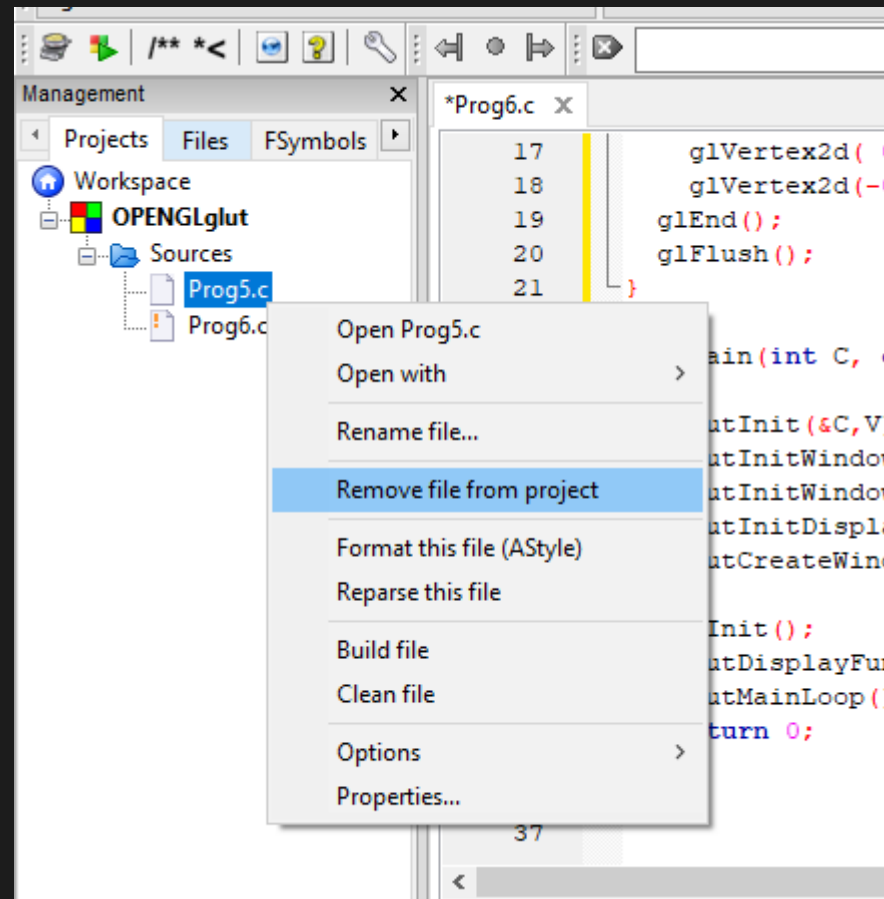 /** *<
Management
*Prog6.c
Projects Files FSymbols
Workspace
OPENGLglut
Sources
Prog5.c
Prog6.c
Open Prog5.c
Open with
Rename file...
Remove file from project
Format this file (AStyle)
Reparse this file
Build file
Clean file
Options
Properties...
17 glVertex2d(
18 glVertex2d(-
19 glEnd();
20 glFlush();
21 }
ain(int C,
utInit(&C,V
utInitWindow
utInitWindow
utInitDispla
utCreateWin
Init();
utDisplayFu
utMainLoop(
turn 0;
37